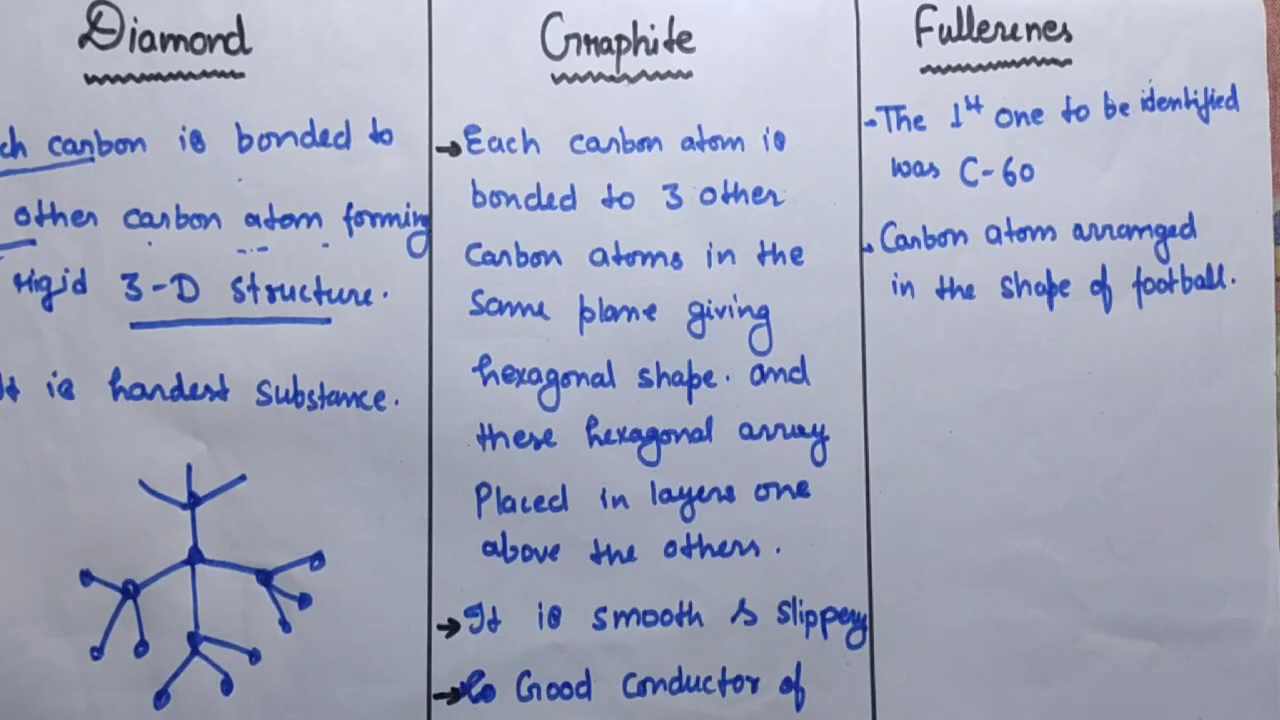 Diamond
ch carbon is bonded to
other carbon atom forming
rigid 3-D structure.
It is hardest substance.
Graphite
→ Each carbon atom is
bonded to 3 other
carbon atoms in the
same plane giving
hexagonal shape. and
these hexagonal array
Placed in layers one
above the others.
→ It is smooth & slippery
→ Good conductor of
Fullerenes
- The 1st one to be identified
was C-60
- Carbon atom arranged
in the shape of football.